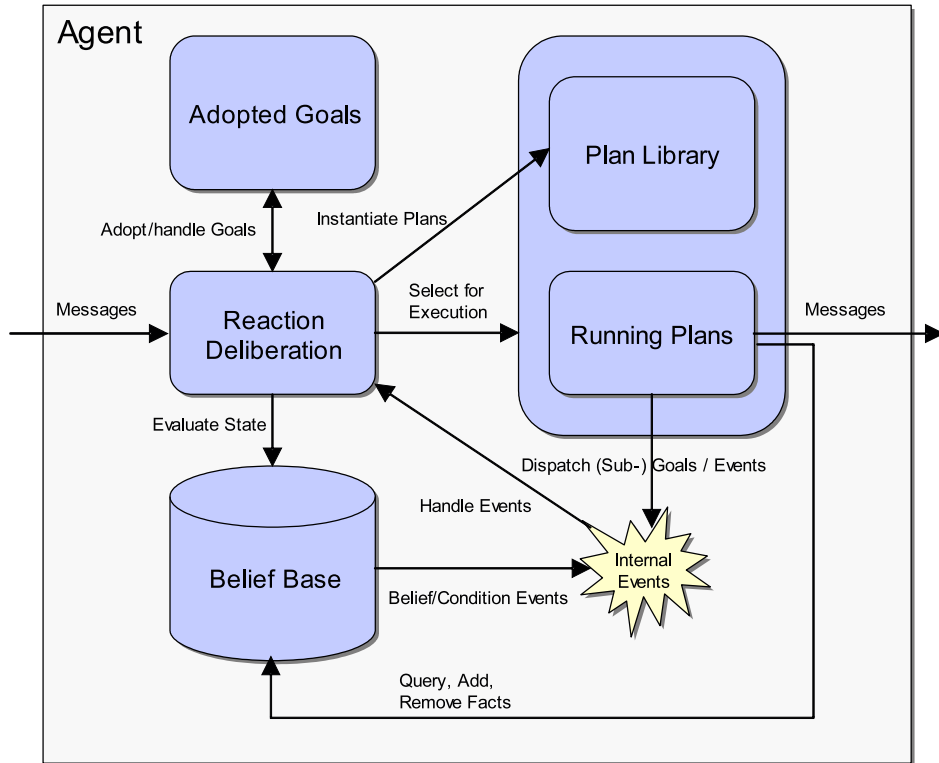 Agent
Adopted Goals
Plan Library
Adopt/handle Goals
Instantiate Plans
Messages
Reaction
Deliberation
Select for
Execution
Running Plans
Messages
Evaluate State
Dispatch (Sub-) Goals / Events
Handle Events
Belief Base
Internal
Events
Belief/Condition Events
Query, Add,
Remove Facts